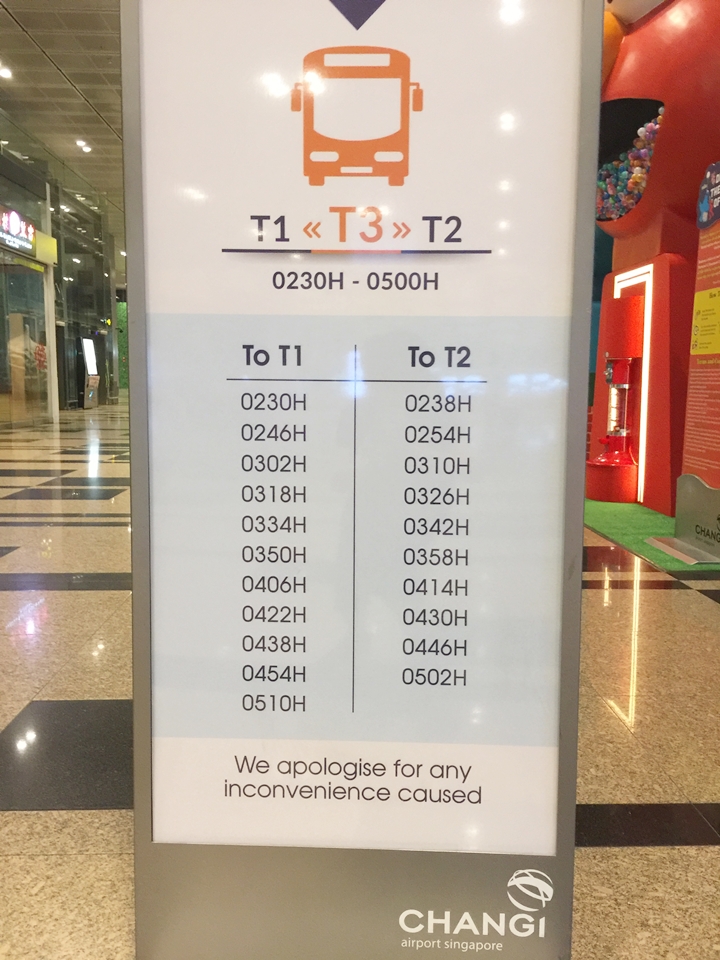 T1 « T3 » T2
0230H - 0500H
To T1 To T2
0230H 0238H
0246H 0254H
0302H 0310H
0318H 0326H
0334H 0342H
0350H 0358H
0406H 0414H
0422H 0430H
0438H 0446H
0454H 0502H
0510H
We apologise for any
inconvenience caused
CHANGI
airport singapore
CHANG